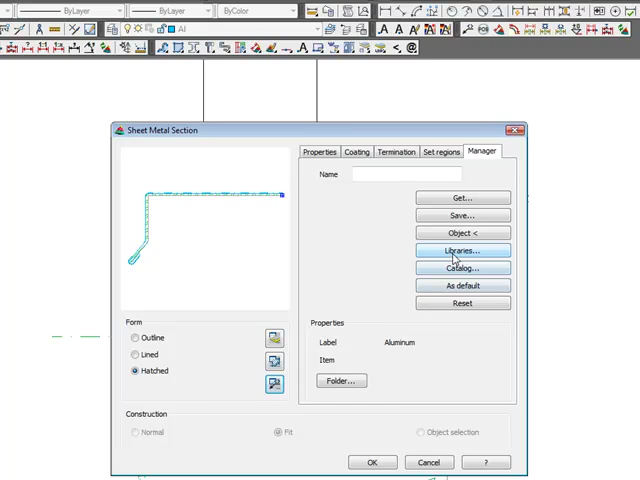 ByLayer ByLayer ByColor
AI
Sheet Metal Section
Properties Coating Termination Set regions Manager
Name
Get...
Save...
Object <
Libraries...
Catalog...
As default
Reset
Form
Outline
Lined
Hatched
Properties
Label Aluminum
Item
Folder...
Construction
Normal Fit Object selection
OK Cancel ?